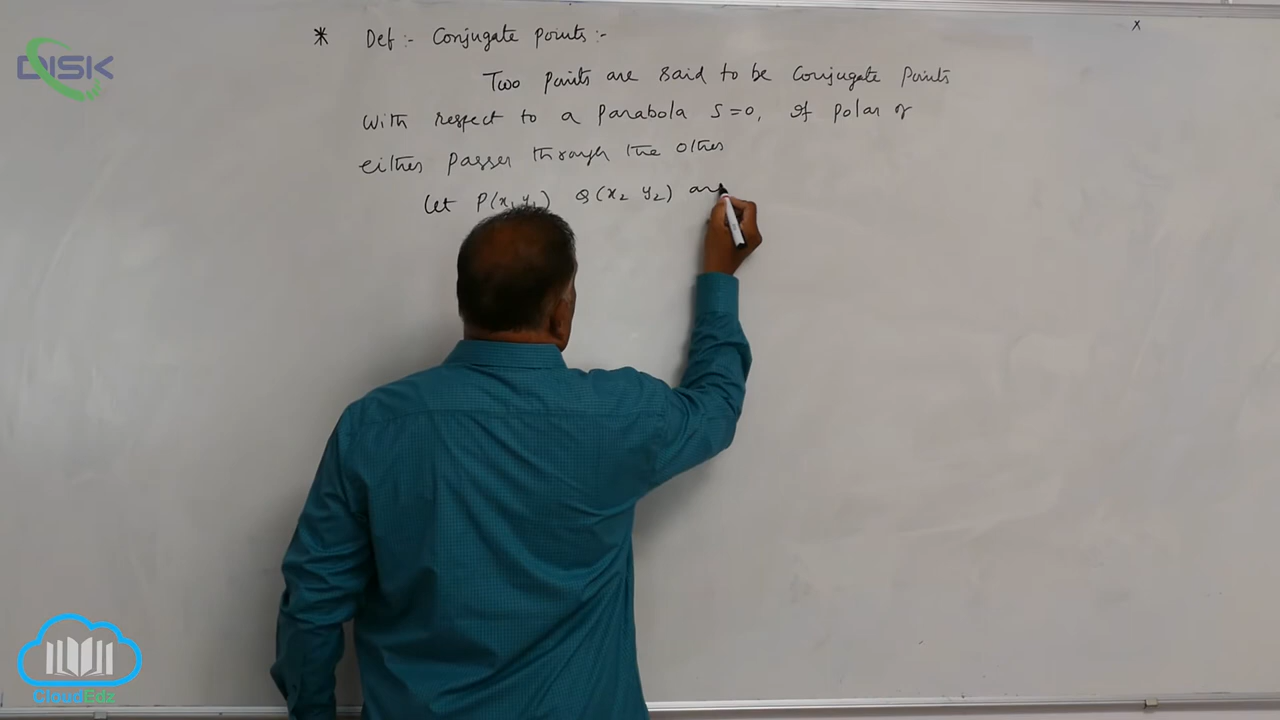 DISK
x
* Def :- Conjugate points :-
Two points are said to be conjugate points
with respect to a parabola S=0, If polar of
either passes through the other
Let P(x₁ y₁) Q(x₂ y₂) are
CloudEdz